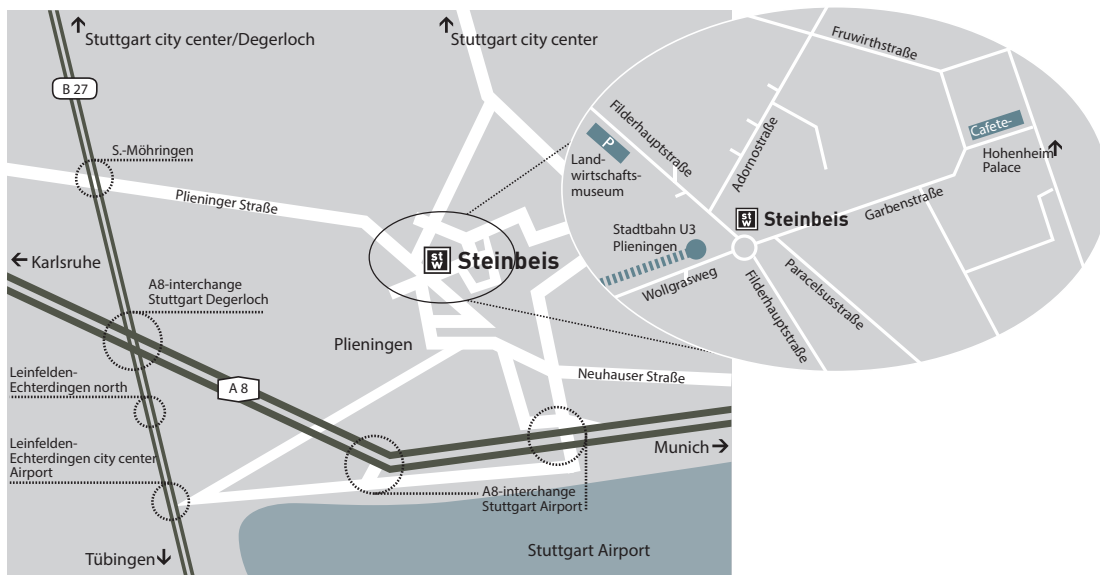 Stuttgart city center/Degerloch
Stuttgart city center
B 27
S.-Möhringen
Plieninger Straße
Karlsruhe
A8-interchange
Stuttgart Degerloch
st
w
Steinbeis
Plieningen
Leinfelden-
Echterdingen north
A 8
Neuhauser Straße
Leinfelden-
Echterdingen city center
Airport
Munich
A8-interchange
Stuttgart Airport
Tübingen
Stuttgart Airport
Fruwirthstraße
Filderhauptstraße
P
Land-
wirtschafts-
museum
Adornostraße
Cafete-
Hohenheim
Palace
Garbenstraße
st
w
Steinbeis
Stadtbahn U3
Plieningen
Wollgrasweg
Paracelsusstraße
Filderhauptstraße